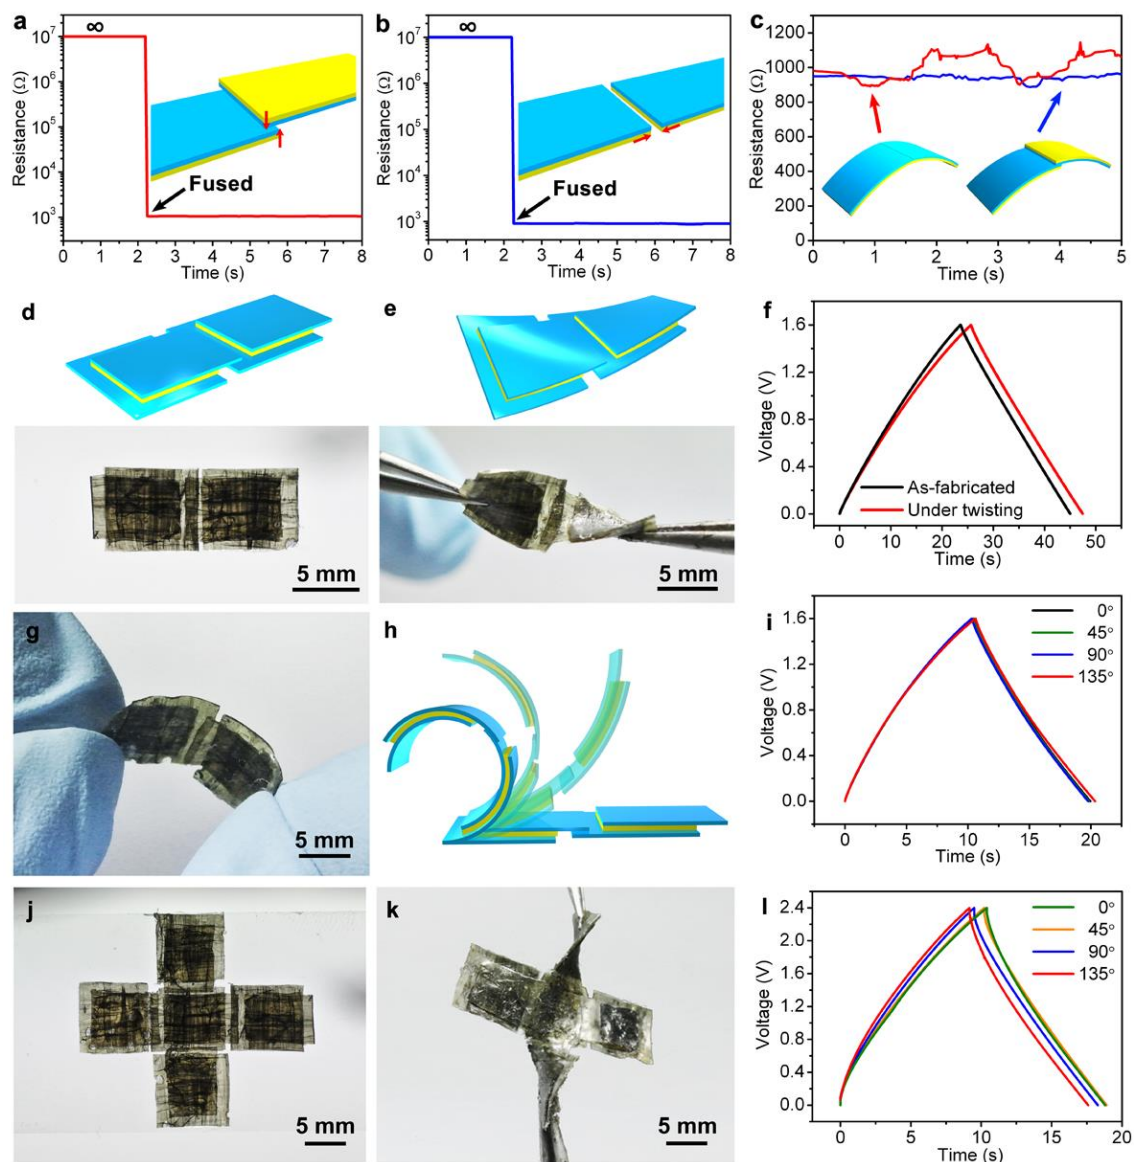 a
∞
Resistance (Ω)
10⁷
10⁶
10⁵
10⁴
10³
Fused
0 1 2 3 4 5 6 7 8
Time (s)
b
∞
Resistance (Ω)
10⁷
10⁶
10⁵
10⁴
10³
Fused
0 1 2 3 4 5 6 7 8
Time (s)
c
Resistance (Ω)
1200
1000
800
600
400
200
0
0 1 2 3 4 5
Time (s)
d
5 mm
e
5 mm
f
Voltage (V)
1.6
1.2
0.8
0.4
0.0
As-fabricated
Under twisting
0 10 20 30 40 50
Time (s)
g
5 mm
h
i
Voltage (V)
1.6
1.2
0.8
0.4
0.0
0°
45°
90°
135°
0 5 10 15 20
Time (s)
j
5 mm
k
5 mm
l
Voltage (V)
2.4
2.0
1.6
1.2
0.8
0.4
0.0
0°
45°
90°
135°
0 5 10 15 20
Time (s)